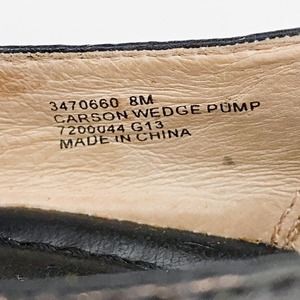 3470660 8M
CARSON WEDGE PUMP
7200044 G13
MADE IN CHINA